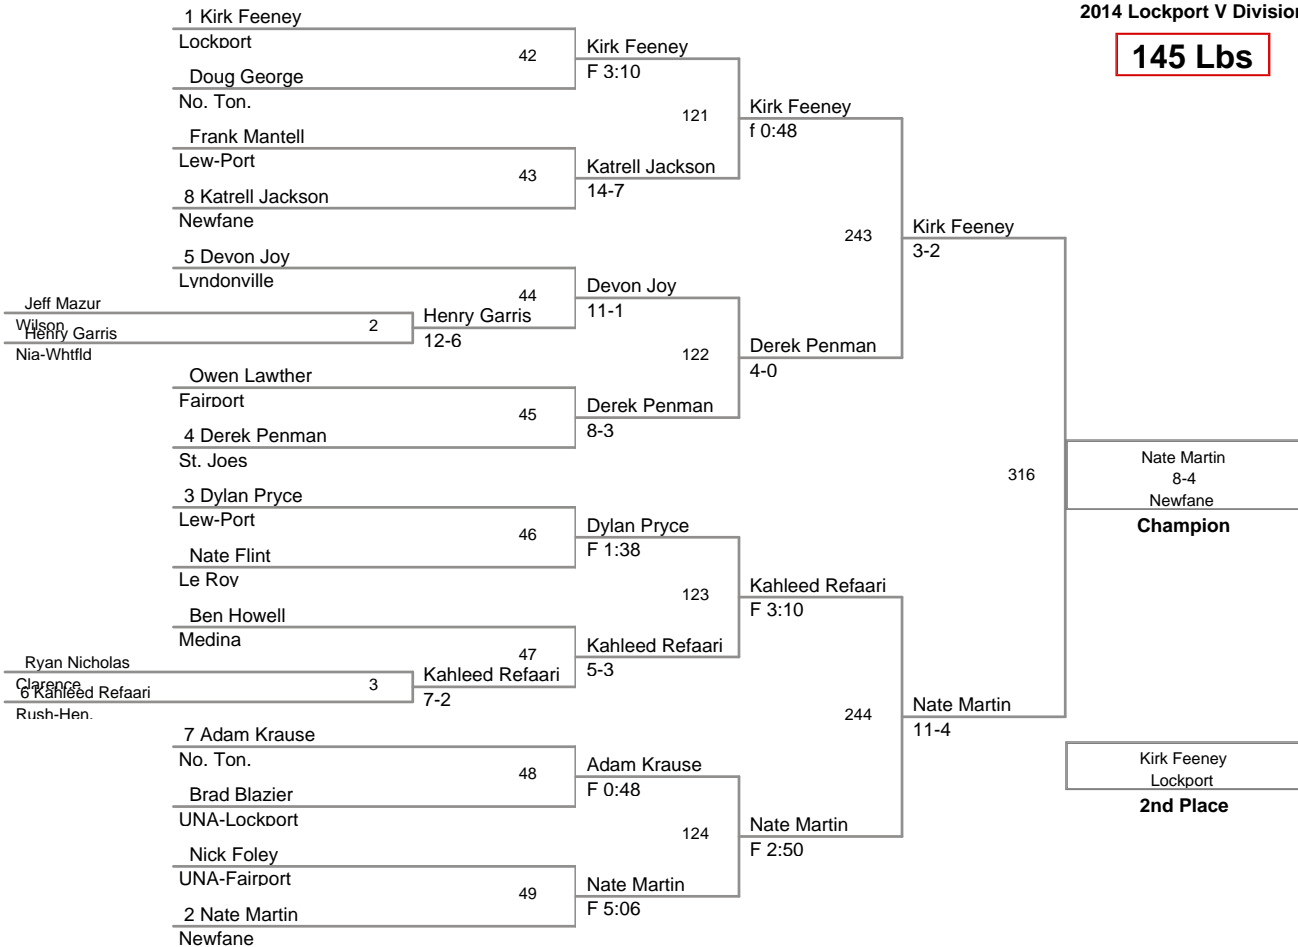 2014 Lockport V Division
145 Lbs
1 Kirk Feeney
Lockport
42
Doug George
No. Ton.
Kirk Feeney
F 3:10
Frank Mantell
Lew-Port
43
8 Katrell Jackson
Newfane
Katrell Jackson
14-7
121
Kirk Feeney
f 0:48
5 Devon Joy
Lyndonville
44
Jeff Mazur
Wilson
2
Henry Garris
Nia-Whtfld
Henry Garris
12-6
Devon Joy
11-1
Owen Lawther
Fairport
45
4 Derek Penman
St. Joes
Derek Penman
8-3
122
Derek Penman
4-0
243
Kirk Feeney
3-2
3 Dylan Pryce
Lew-Port
46
Nate Flint
Le Roy
Dylan Pryce
F 1:38
Ben Howell
Medina
47
Ryan Nicholas
Clarence
3
6 Kahleed Refaari
Rush-Hen.
Kahleed Refaari
7-2
Kahleed Refaari
5-3
123
Kahleed Refaari
F 3:10
7 Adam Krause
No. Ton.
48
Brad Blazier
UNA-Lockport
Adam Krause
F 0:48
Nick Foley
UNA-Fairport
49
2 Nate Martin
Newfane
Nate Martin
F 5:06
124
Nate Martin
F 2:50
244
Nate Martin
11-4
316
Nate Martin
8-4
Newfane
Champion
Kirk Feeney
Lockport
2nd Place